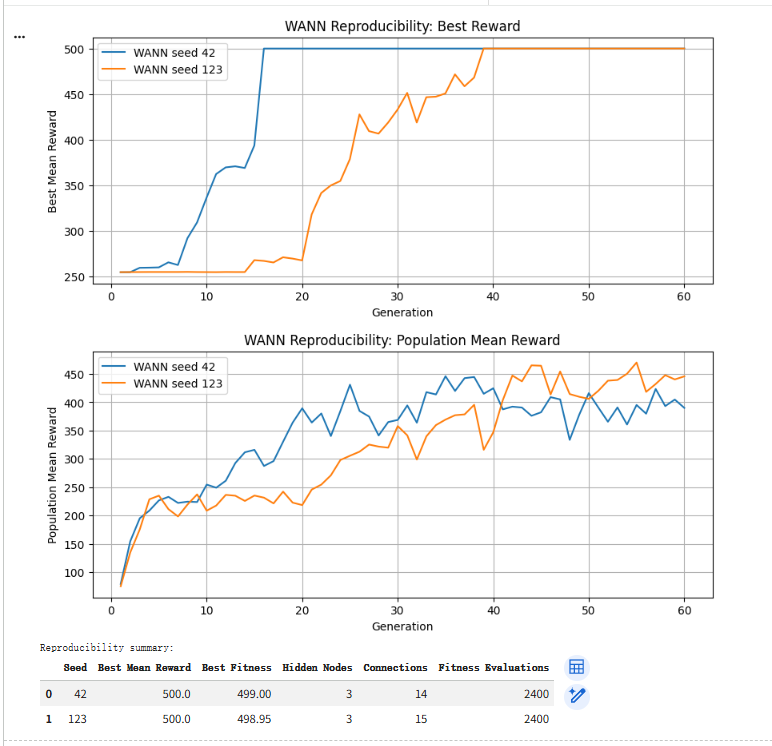 WANN Reproducibility: Best Reward
500
450
400
350
300
250
Best Mean Reward
WANN seed 42
WANN seed 123
0 10 20 30 40 50 60
Generation
WANN Reproducibility: Population Mean Reward
450
400
350
300
250
200
150
100
Population Mean Reward
WANN seed 42
WANN seed 123
0 10 20 30 40 50 60
Generation
Reproducibility summary:
Seed Best Mean Reward Best Fitness Hidden Nodes Connections Fitness Evaluations
0 42 500.0 499.00 3 14 2400
1 123 500.0 498.95 3 15 2400